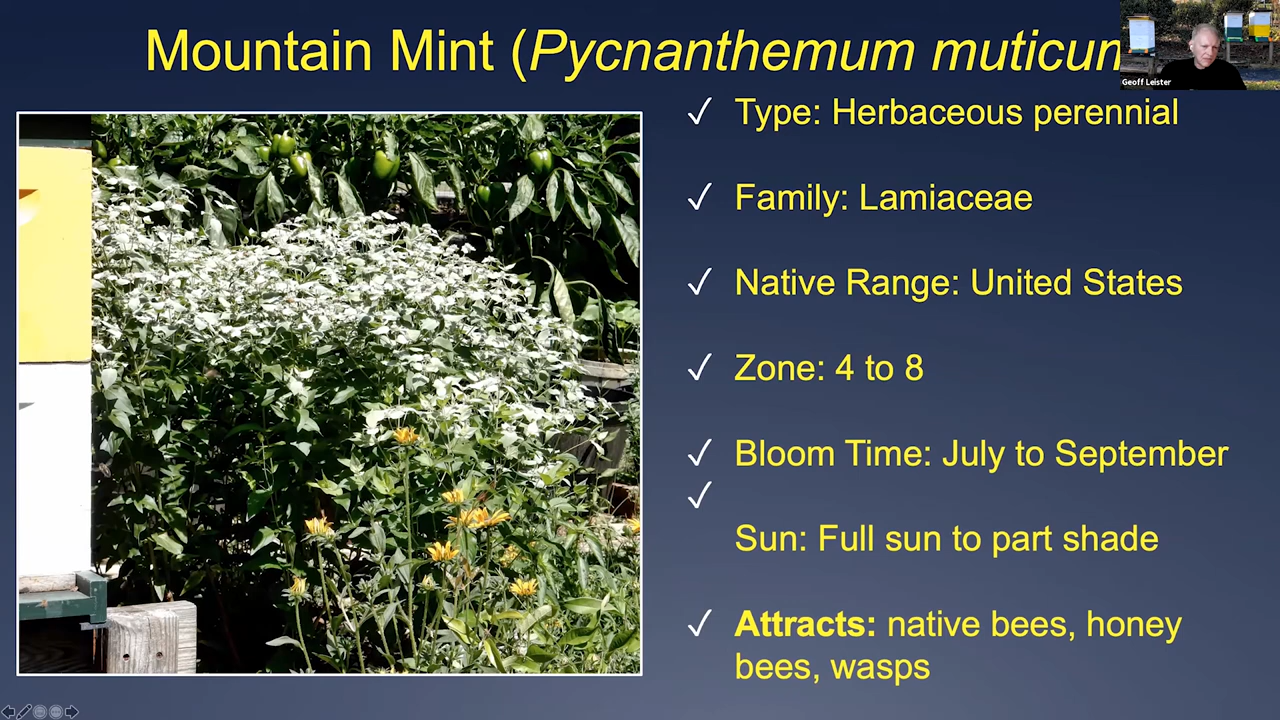 Mountain Mint (Pycnanthemum muticum
Geoff Leister
✓ Type: Herbaceous perennial
✓ Family: Lamiaceae
✓ Native Range: United States
✓ Zone: 4 to 8
✓ Bloom Time: July to September
✓
Sun: Full sun to part shade
✓ Attracts: native bees, honey
bees, wasps